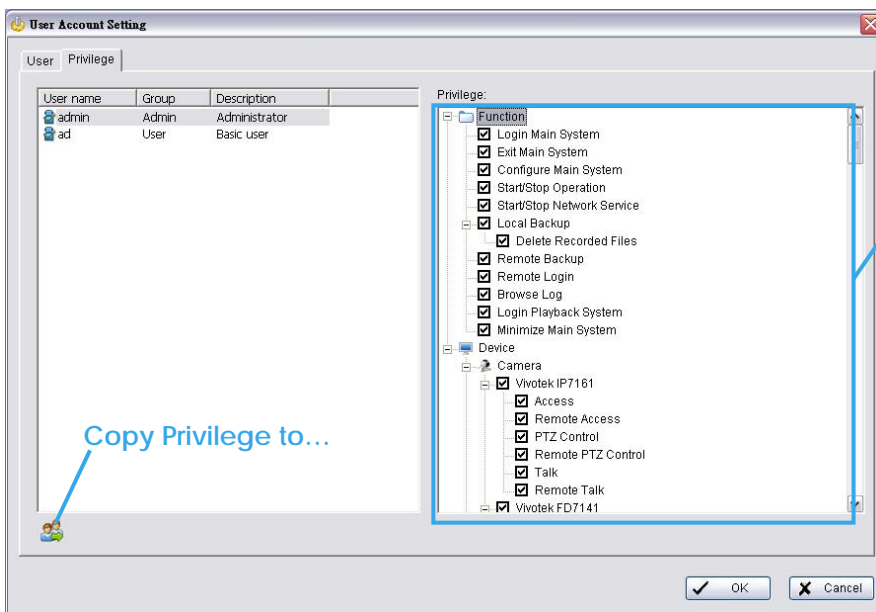 User Account Setting
User
Privilege
User name Group Description
admin Admin Administrator
ad User Basic user
Copy Privilege to...
Privilege:
Function
Login Main System
Exit Main System
Configure Main System
Start/Stop Operation
Start/Stop Network Service
Local Backup
Delete Recorded Files
Remote Backup
Remote Login
Browse Log
Login Playback System
Minimize Main System
Device
Camera
Vivotek IP7161
Access
Remote Access
PTZ Control
Remote PTZ Control
Talk
Remote Talk
Vivotek FD7141
OK
Cancel